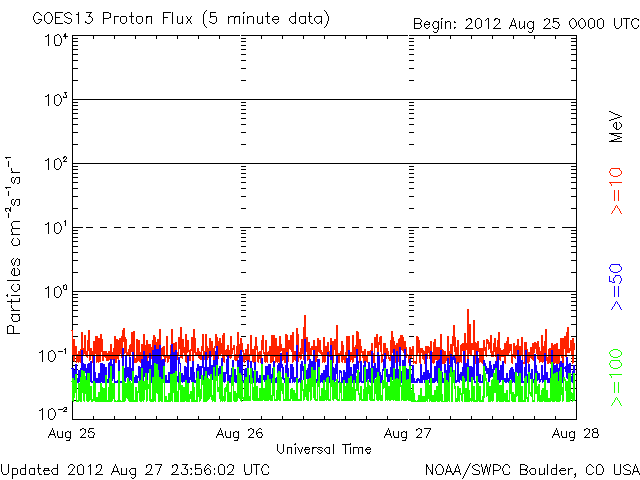 GOES13 Proton Flux (5 minute data) Begin: 2012 Aug 25 0000 UTC
10⁴
10³
10²
10¹
10⁰
10⁻¹
10⁻²
Particles cm⁻²s⁻¹sr⁻¹
Aug 25 Aug 26 Aug 27 Aug 28
Universal Time
MeV
>=10
>=50
>=100
Updated 2012 Aug 27 23:56:02 UTC NOAA/SWPC Boulder, CO USA